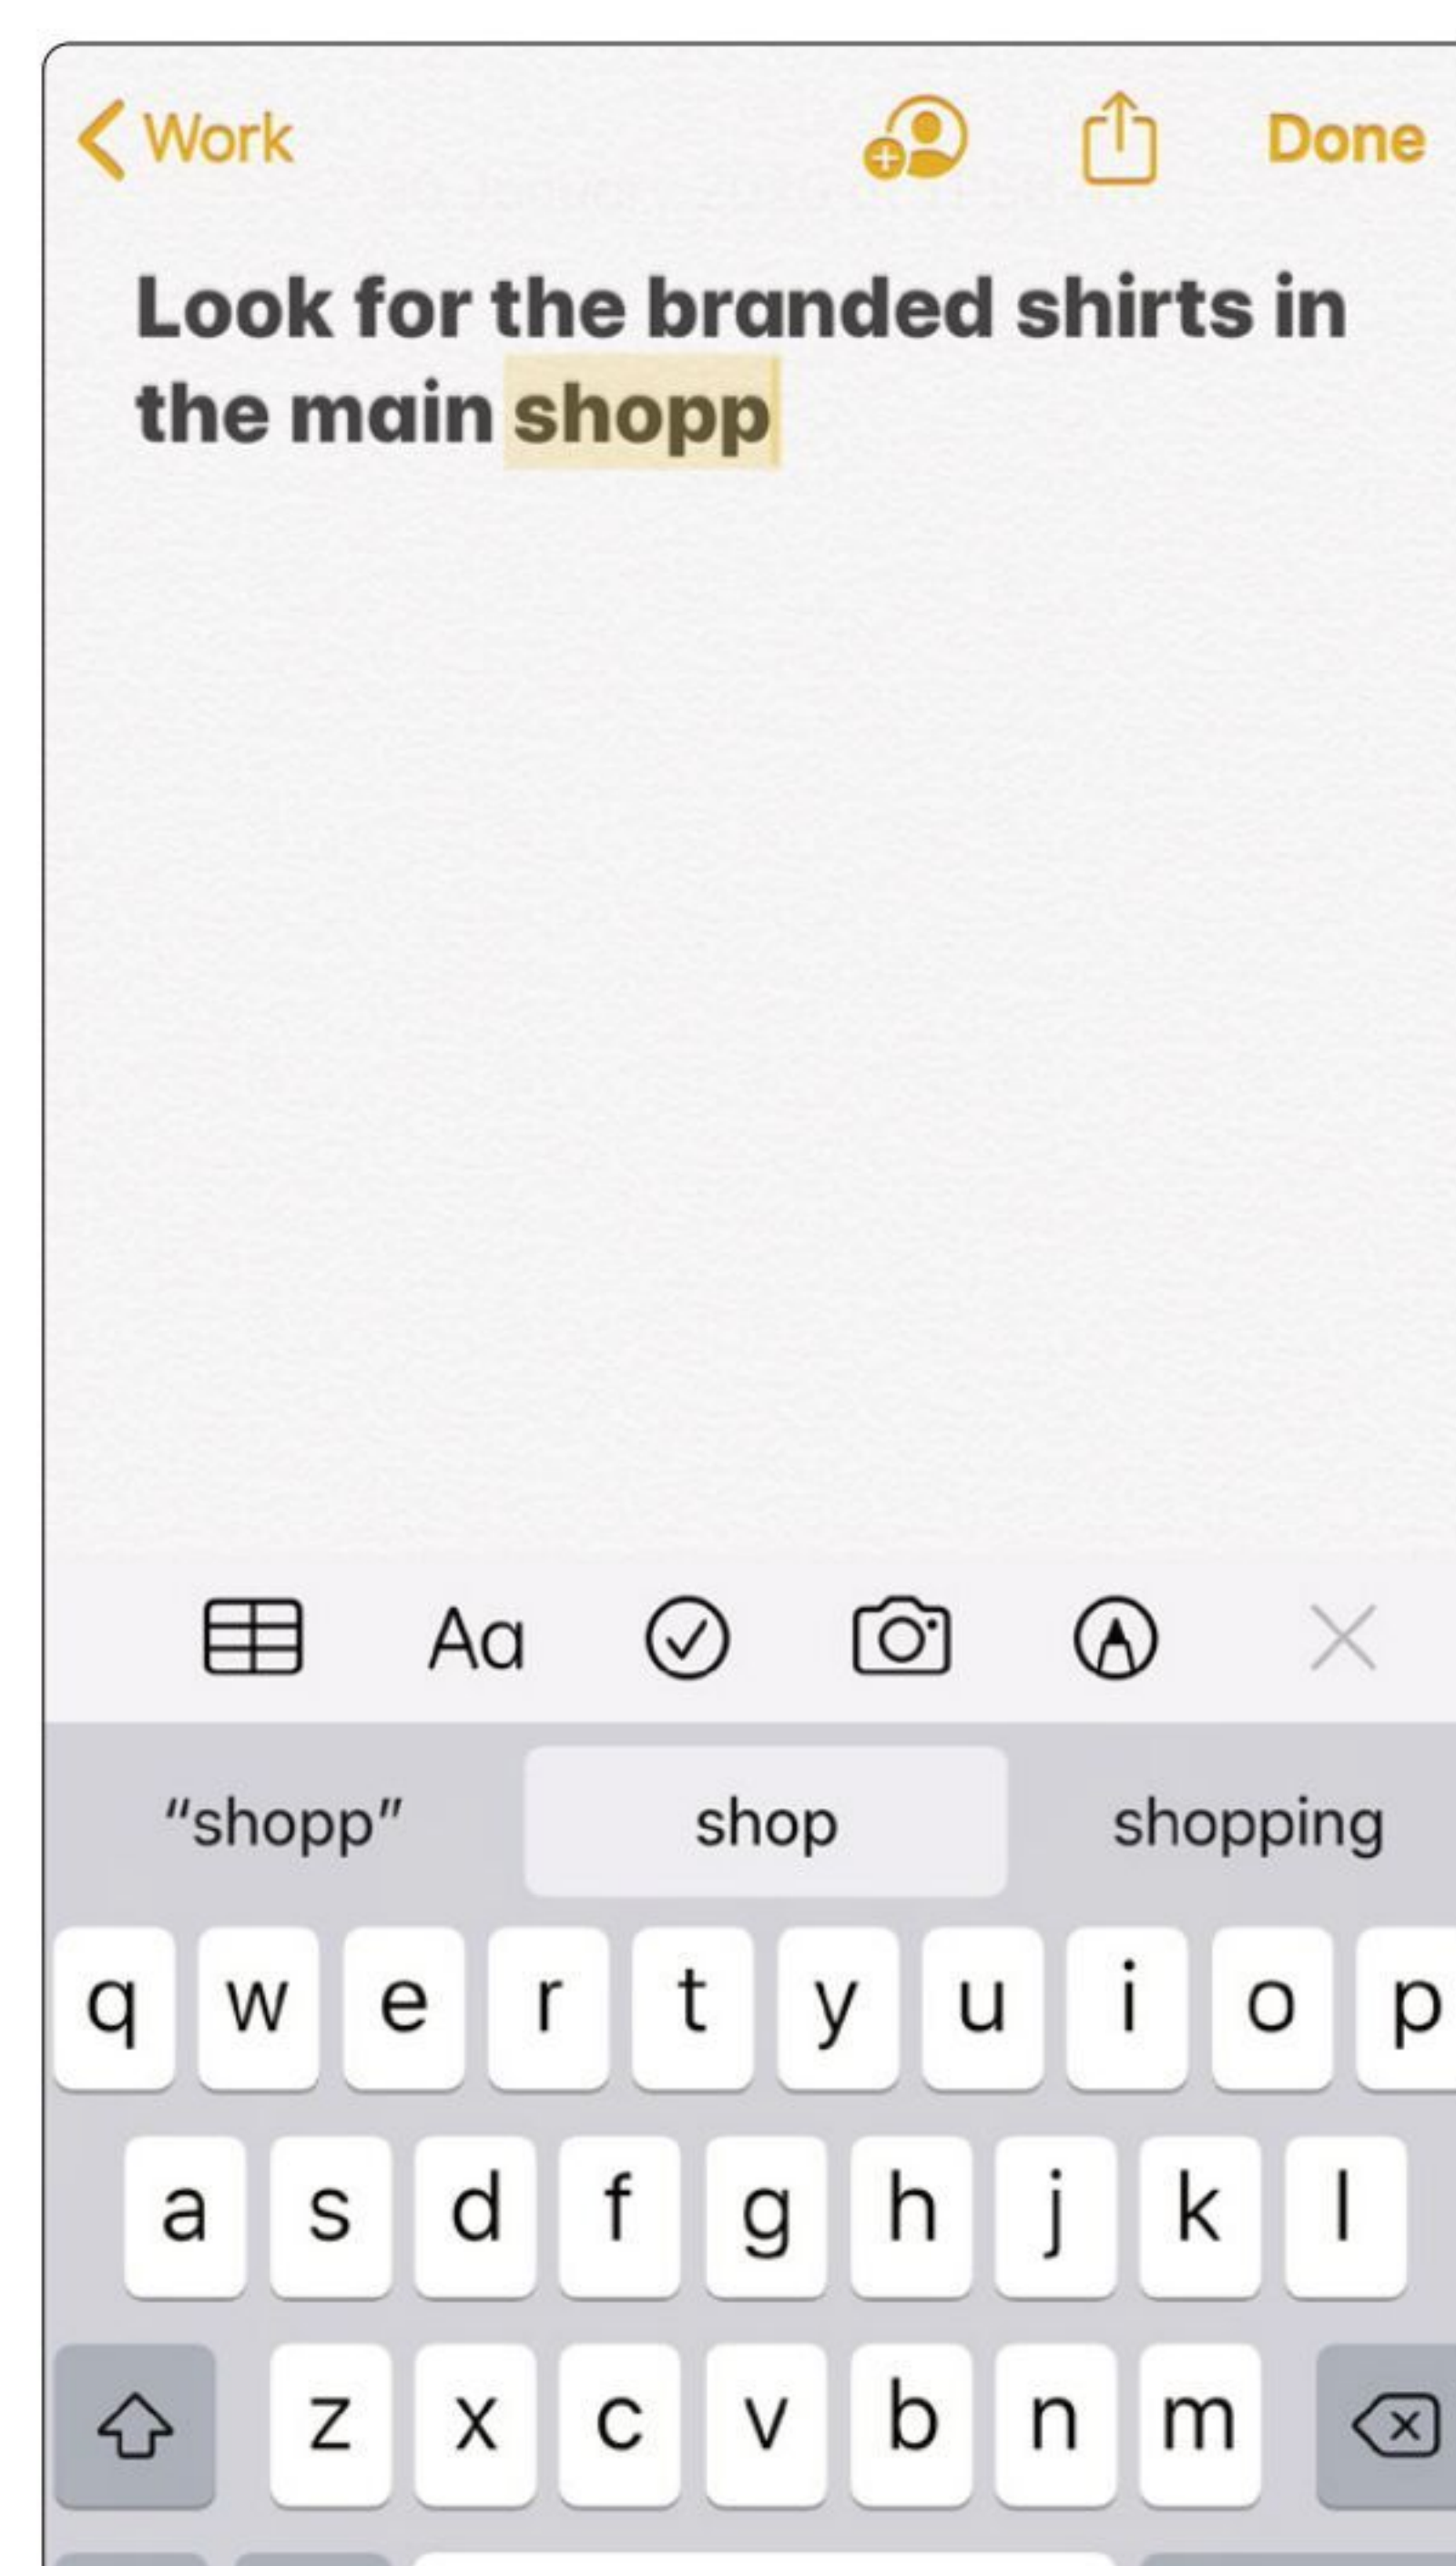 Work
Done
Look for the branded shirts in
the main shopp
Aa
“shopp” shop shopping
q w e r t y u i o p
a s d f g h j k l
z x c v b n m